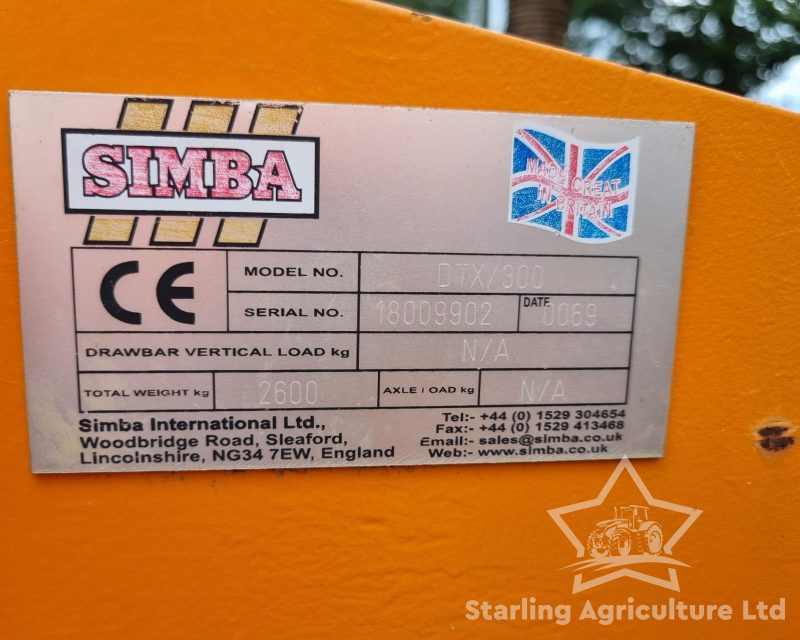 SIMBA
MADE GREAT
IN BRITAIN
CE
MODEL NO. DTX/300
SERIAL NO. 18009902 DATE 0069
DRAWBAR VERTICAL LOAD kg N/A
TOTAL WEIGHT kg 2600 AXLE LOAD kg N/A
Simba International Ltd.,
Woodbridge Road, Sleaford,
Lincolnshire, NG34 7EW, England
Tel:- +44 (0) 1529 304654
Fax:- +44 (0) 1529 413468
Email:- sales@simba.co.uk
Web:- www.simba.co.uk
Starling Agriculture Ltd